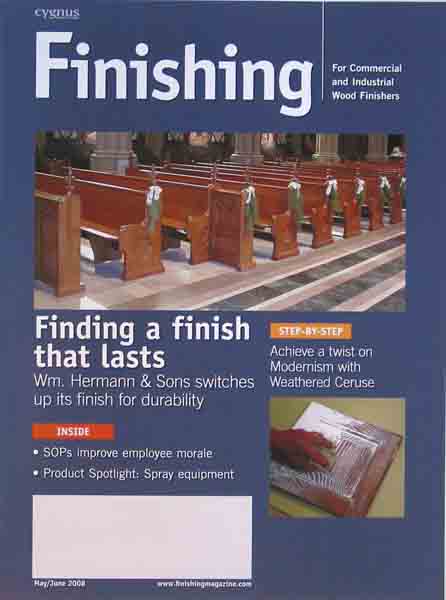 cygnus
Finishing
For Commercial
and Industrial
Wood Finishers
Finding a finish
that lasts
Wm. Hermann & Sons switches
up its finish for durability
INSIDE
• SOPs improve employee morale
• Product Spotlight: Spray equipment
STEP-BY-STEP
Achieve a twist on
Modernism with
Weathered Ceruse
May/June 2008
www.finishingmagazine.com